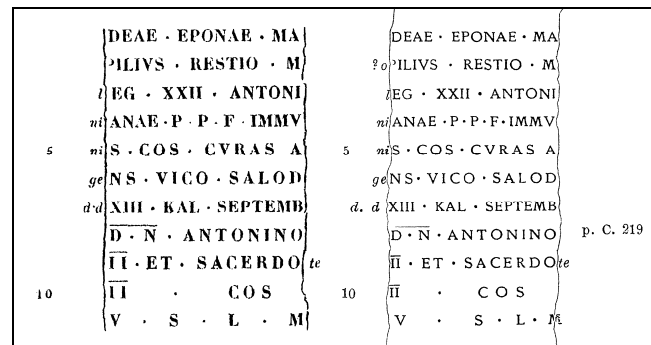 DEAE · EPONAE · MA
PILIVS · RESTIO · M
l EG · XXII · ANTONI
ni ANAE · P · P · F · IMMV
5 ni S · COS · CVRAS A
ge NS · VICO · SALOD
d·d XIII · KAL · SEPTEMB
D · N · ANTONINO
II · ET · SACERDO te
10 II · COS
V · S · L · M
DEAE · EPONAE · MA
? o PILIVS · RESTIO · M
l EG · XXII · ANTONI
ni ANAE · P · P · F · IMMV
5 ni S · COS · CVRAS A
ge NS · VICO · SALOD
d. d XIII · KAL · SEPTEMB
D · N · ANTONINO p. C. 219
II · ET · SACERDO te
10 II · COS
V · S · L · M